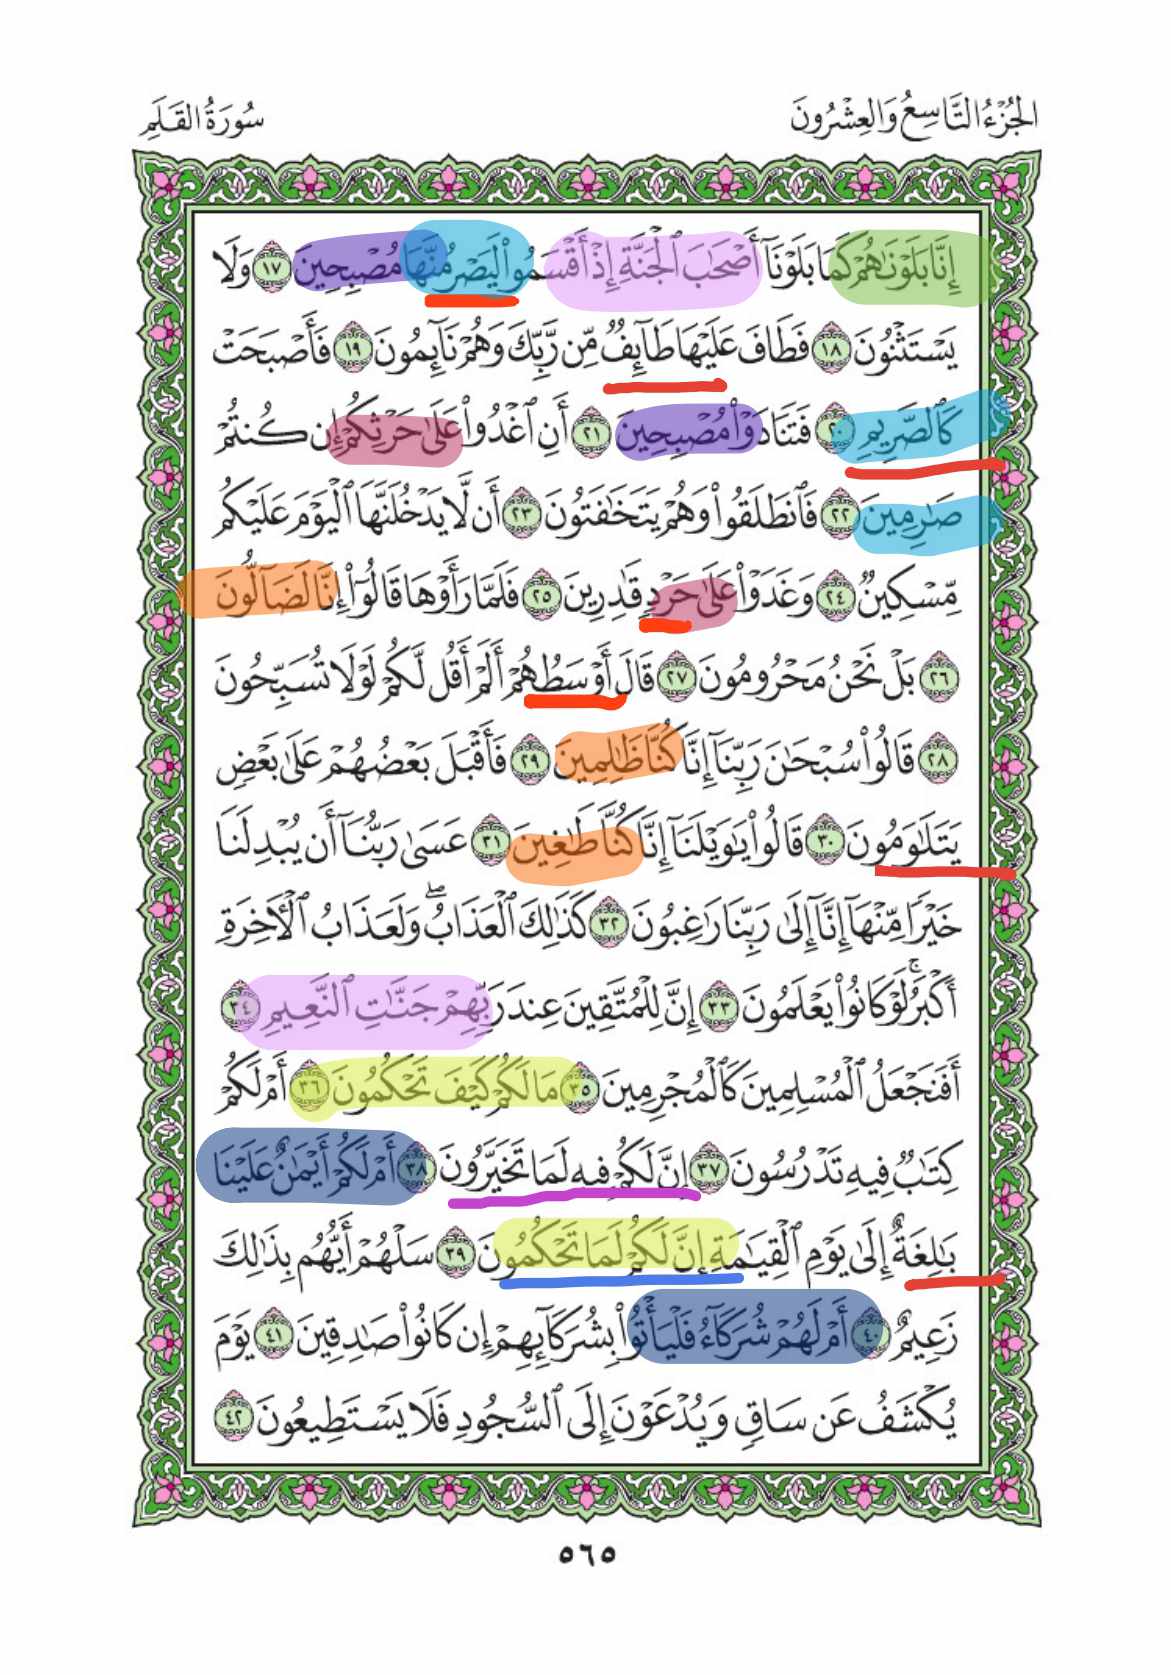 الجُزْءُ التَّاسِعُ وَالعِشْرُونَ
سُورَةُ القَلَمِ
إِنَّا بَلَوْنَٰهُمْ كَمَا بَلَوْنَآ أَصْحَٰبَ ٱلْجَنَّةِ إِذْ أَقْسَمُوا۟ لَيَصْرِمُنَّهَا مُصْبِحِينَ ١٧ وَلَا
يَسْتَثْنُونَ ١٨ فَطَافَ عَلَيْهَا طَآئِفٌ مِّن رَّبِّكَ وَهُمْ نَآئِمُونَ ١٩ فَأَصْبَحَتْ
كَٱلصَّرِيمِ ٢٠ فَتَنَادَوْا۟ مُصْبِحِينَ ٢١ أَنِ ٱغْدُوا۟ عَلَىٰ حَرْثِكُمْ إِن كُنتُمْ
صَٰرِمِينَ ٢٢ فَٱنطَلَقُوا۟ وَهُمْ يَتَخَٰفَتُونَ ٢٣ أَن لَّا يَدْخُلَنَّهَا ٱلْيَوْمَ عَلَيْكُم
مِّسْكِينٌ ٢٤ وَغَدَوْا۟ عَلَىٰ حَرْدٍ قَٰدِرِينَ ٢٥ فَلَمَّا رَأَوْهَا قَالُوٓا۟ إِنَّا لَضَآلُّونَ
٢٦ بَلْ نَحْنُ مَحْرُومُونَ ٢٧ قَالَ أَوْسَطُهُمْ أَلَمْ أَقُل لَّكُمْ لَوْلَا تُسَبِّحُونَ
٢٨ قَالُوا۟ سُبْحَٰنَ رَبِّنَآ إِنَّا كُنَّا ظَٰلِمِينَ ٢٩ فَأَقْبَلَ بَعْضُهُمْ عَلَىٰ بَعْضٍ
يَتَلَٰوَمُونَ ٣٠ قَالُوا۟ يَٰوَيْلَنَآ إِنَّا كُنَّا طَٰغِينَ ٣١ عَسَىٰ رَبُّنَآ أَن يُبْدِلَنَا
خَيْرًا مِّنْهَآ إِنَّآ إِلَىٰ رَبِّنَا رَٰغِبُونَ ٣٢ كَذَٰلِكَ ٱلْعَذَابُ ۖ وَلَعَذَابُ ٱلْءَاخِرَةِ
أَكْبَرُ ۚ لَوْ كَانُوا۟ يَعْلَمُونَ ٣٣ إِنَّ لِلْمُتَّقِينَ عِندَ رَبِّهِمْ جَنَّٰتِ ٱلنَّعِيمِ ٣٤
أَفَنَجْعَلُ ٱلْمُسْلِمِينَ كَٱلْمُجْرِمِينَ ٣٥ مَا لَكُمْ كَيْفَ تَحْكُمُونَ ٣٦ أَمْ لَكُمْ
كِتَٰبٌ فِيهِ تَدْرُسُونَ ٣٧ إِنَّ لَكُمْ فِيهِ لَمَا تَخَيَّرُونَ ٣٨ أَمْ لَكُمْ أَيْمَٰنٌ عَلَيْنَا
بَٰلِغَةٌ إِلَىٰ يَوْمِ ٱلْقِيَٰمَةِ إِنَّ لَكُمْ لَمَا تَحْكُمُونَ ٣٩ سَلْهُمْ أَيُّهُم بِذَٰلِكَ
زَعِيمٌ ٤٠ أَمْ لَهُمْ شُرَكَآءُ فَلْيَأْتُوا۟ بِشُرَكَآئِهِمْ إِن كَانُوا۟ صَٰدِقِينَ ٤١ يَوْمَ
يُكْشَفُ عَن سَاقٍ وَيُدْعَوْنَ إِلَى ٱلسُّجُودِ فَلَا يَسْتَطِيعُونَ ٤٢
٥٦٥